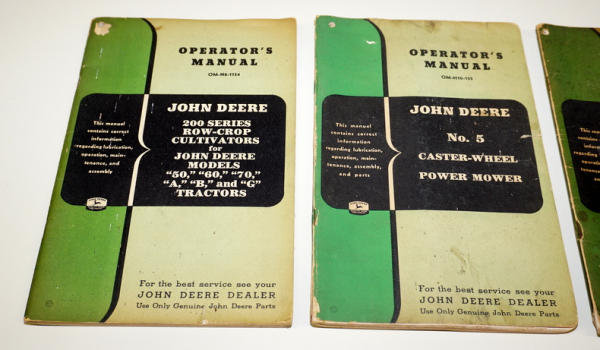 OPERATOR'S
MANUAL
OM-N8-1154
This manual
contains correct
information
regarding lubrication,
operation, main-
tenance, and
assembly
JOHN DEERE
200 SERIES
ROW-CROP
CULTIVATORS
for
JOHN DEERE
MODELS
"50," "60," "70,"
"A," "B," and "G"
TRACTORS
For the best service see your
JOHN DEERE DEALER
Use Only Genuine John Deere Parts
OPERATOR'S
MANUAL
This manual
contains correct
information
regarding lubrication,
operation, main-
tenance, assembly,
and parts
JOHN DEERE
No. 5
CASTER-WHEEL
POWER MOWER
For the best service see your
JOHN DEERE DEALER
Use Only Genuine John Deere Parts